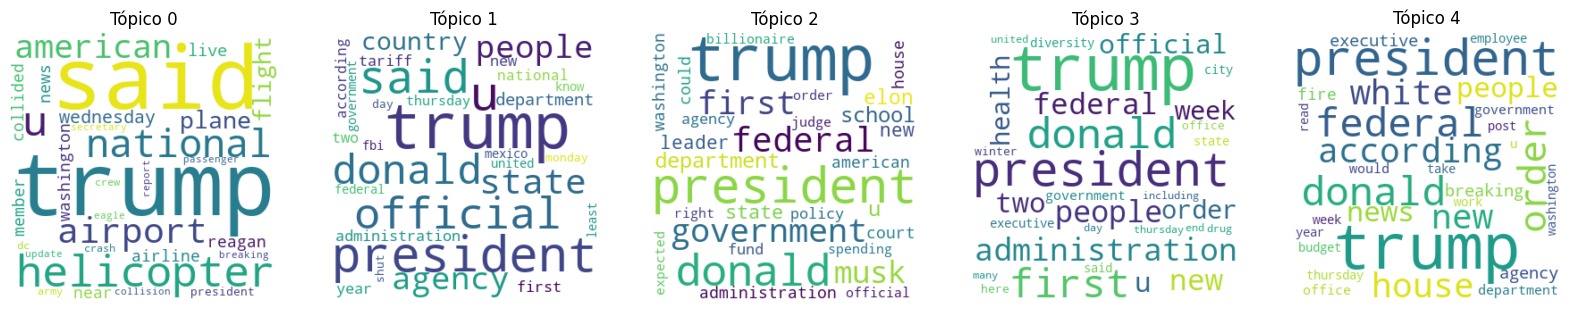 Tópico 0
american
live
said
flight
collided
news
u
wednesday
secretary
plane
national
passenger
washington
trump
crew
report
member
eagle
airport
reagan
crash
airline
breaking
dc
update
helicopter
army
near
collision
president
Tópico 1
country
people
according
tariff
new
said
national
know
government
day
thursday
u
department
two
trump
fbi
mexico
monday
donald
united
state
federal
official
least
administration
president
shut
agency
year
first
Tópico 2
billionaire
washington
trump
house
could
first
order
elon
agency
judge
school
leader
federal
new
department
american
president
right
state
policy
u
government
court
expected
fund
spending
donald
musk
administration
official
Tópico 3
united
diversity
official
trump
city
health
federal
week
donald
office
state
winter
president
two
government
including
people
order
executive
day
thursday
end
drug
administration
many
said
here
first
u
new
Tópico 4
executive
employee
president
fire
white
people
read
government
federal
post
according
u
order
would
take
donald
breaking
work
washington
week
news
new
year
budget
trump
thursday
agency
office
house
department